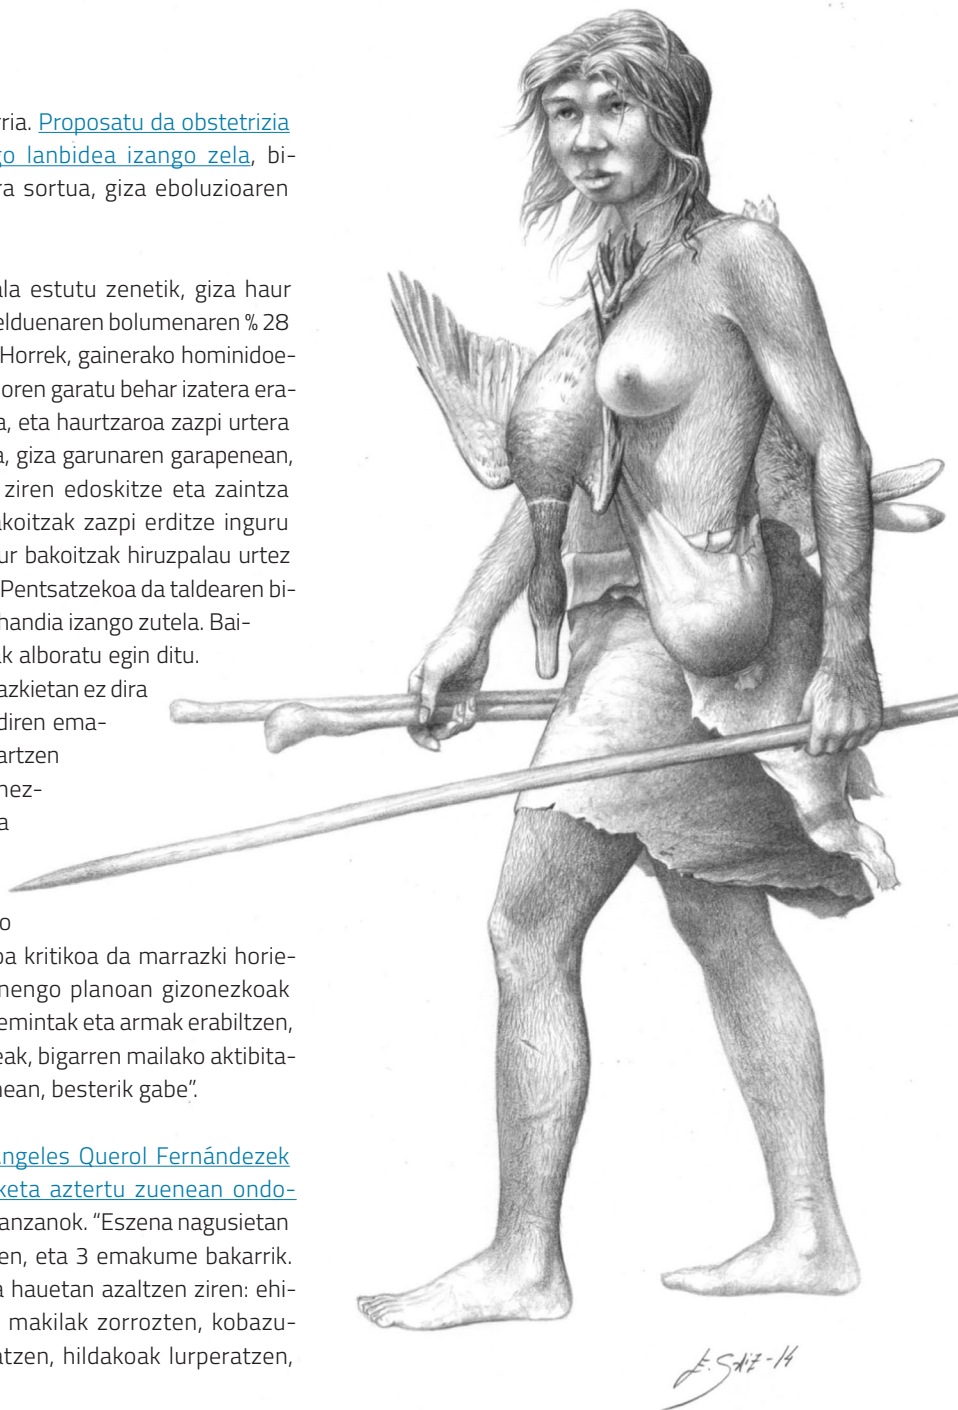 rria. Proposatu da obstetrizia
go lanbidea izango zela, bi-
ra sortua, giza eboluzioaren
ala estutu zenetik, giza haur
elduenaren bolumenaren % 28
Horrek, gainerako hominidoe-
oren garatu behar izatera era-
a, eta haurtzaroa zazpi urtera
a, giza garunaren garapenean,
ziren edoskitze eta zaintza
akoitzak zazpi erditze inguru
ur bakoitzak hiruzpalau urtez
Pentsatzekoa da taldearen bi-
handia izango zutela. Bai-
ak alboratu egin ditu.
azkietan ez dira
diren ema-
artzen
nez-
a
o
oa kritikoa da marrazki horie-
nengo planoan gizonezkoak
emintak eta armak erabiltzen,
eak, bigarren mailako aktibita-
nean, besterik gabe”.
ángeles Querol Fernándezek
keta aztertu zuenean ondo-
anzanok. “Eszena nagusietan
en, eta 3 emakume bakarrik.
a hauetan azaltzen ziren: ehi-
makilak zorrozten, kobazu-
atzen, hildakoak lurperatzen,